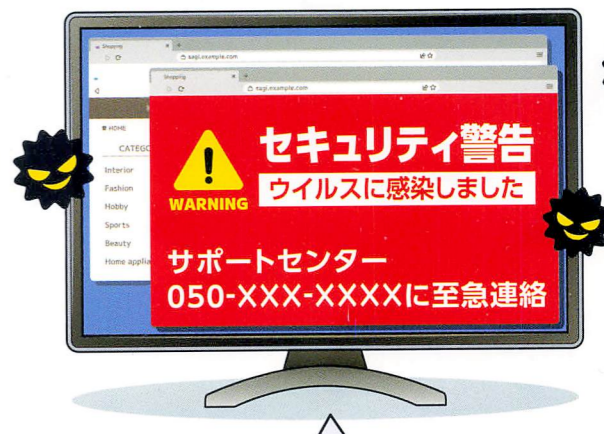 Shopping
sagi.example.com
Shopping
sagi.example.com
HOME
CATEGO
Interior
Fashion
Hobby
Sports
Beauty
Home applia
WARNING
セキュリティ警告
ウイルスに感染しました
サポートセンター
050-XXX-XXXXに至急連絡